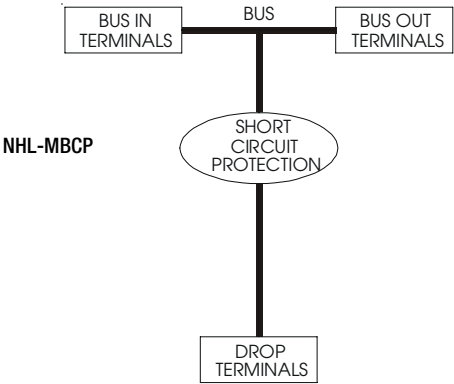 BUS IN
TERMINALS
BUS
BUS OUT
TERMINALS
NHL-MBCP
SHORT
CIRCUIT
PROTECTION
DROP
TERMINALS